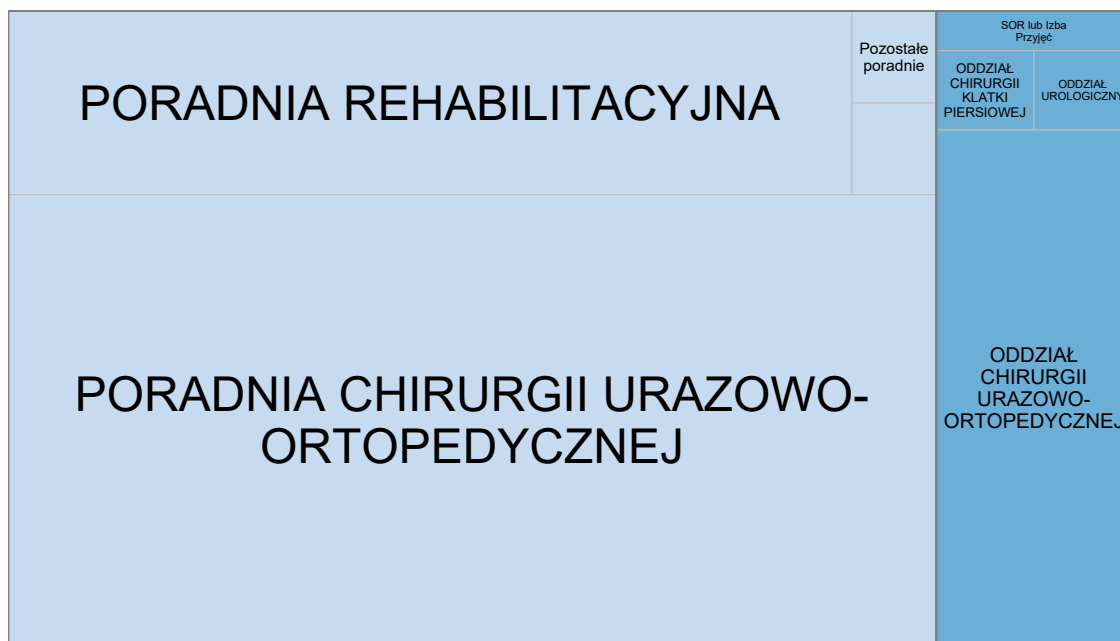 PORADNIA REHABILITACYJNA
Pozostałe
poradnie
SOR lub Izba
Przyjęć
ODDZIAŁ
CHIRURGII
KLATKI
PIERSIOWEJ
ODDZIAŁ
UROLOGICZNY
PORADNIA CHIRURGII URAZOWO-
ORTOPEDYCZNEJ
ODDZIAŁ
CHIRURGII
URAZOWO-
ORTOPEDYCZNEJ